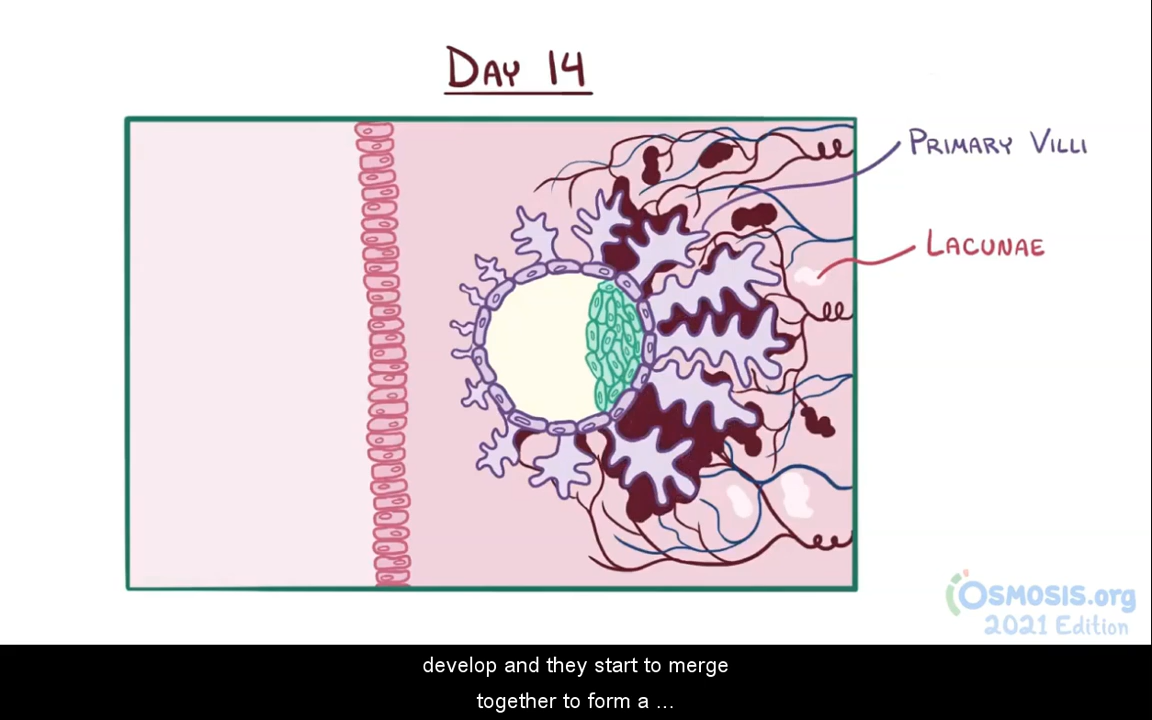 DAY 14
PRIMARY VILLI
LACUNAE
OSMOSIS.org
2021 Edition
develop and they start to merge
together to form a ...